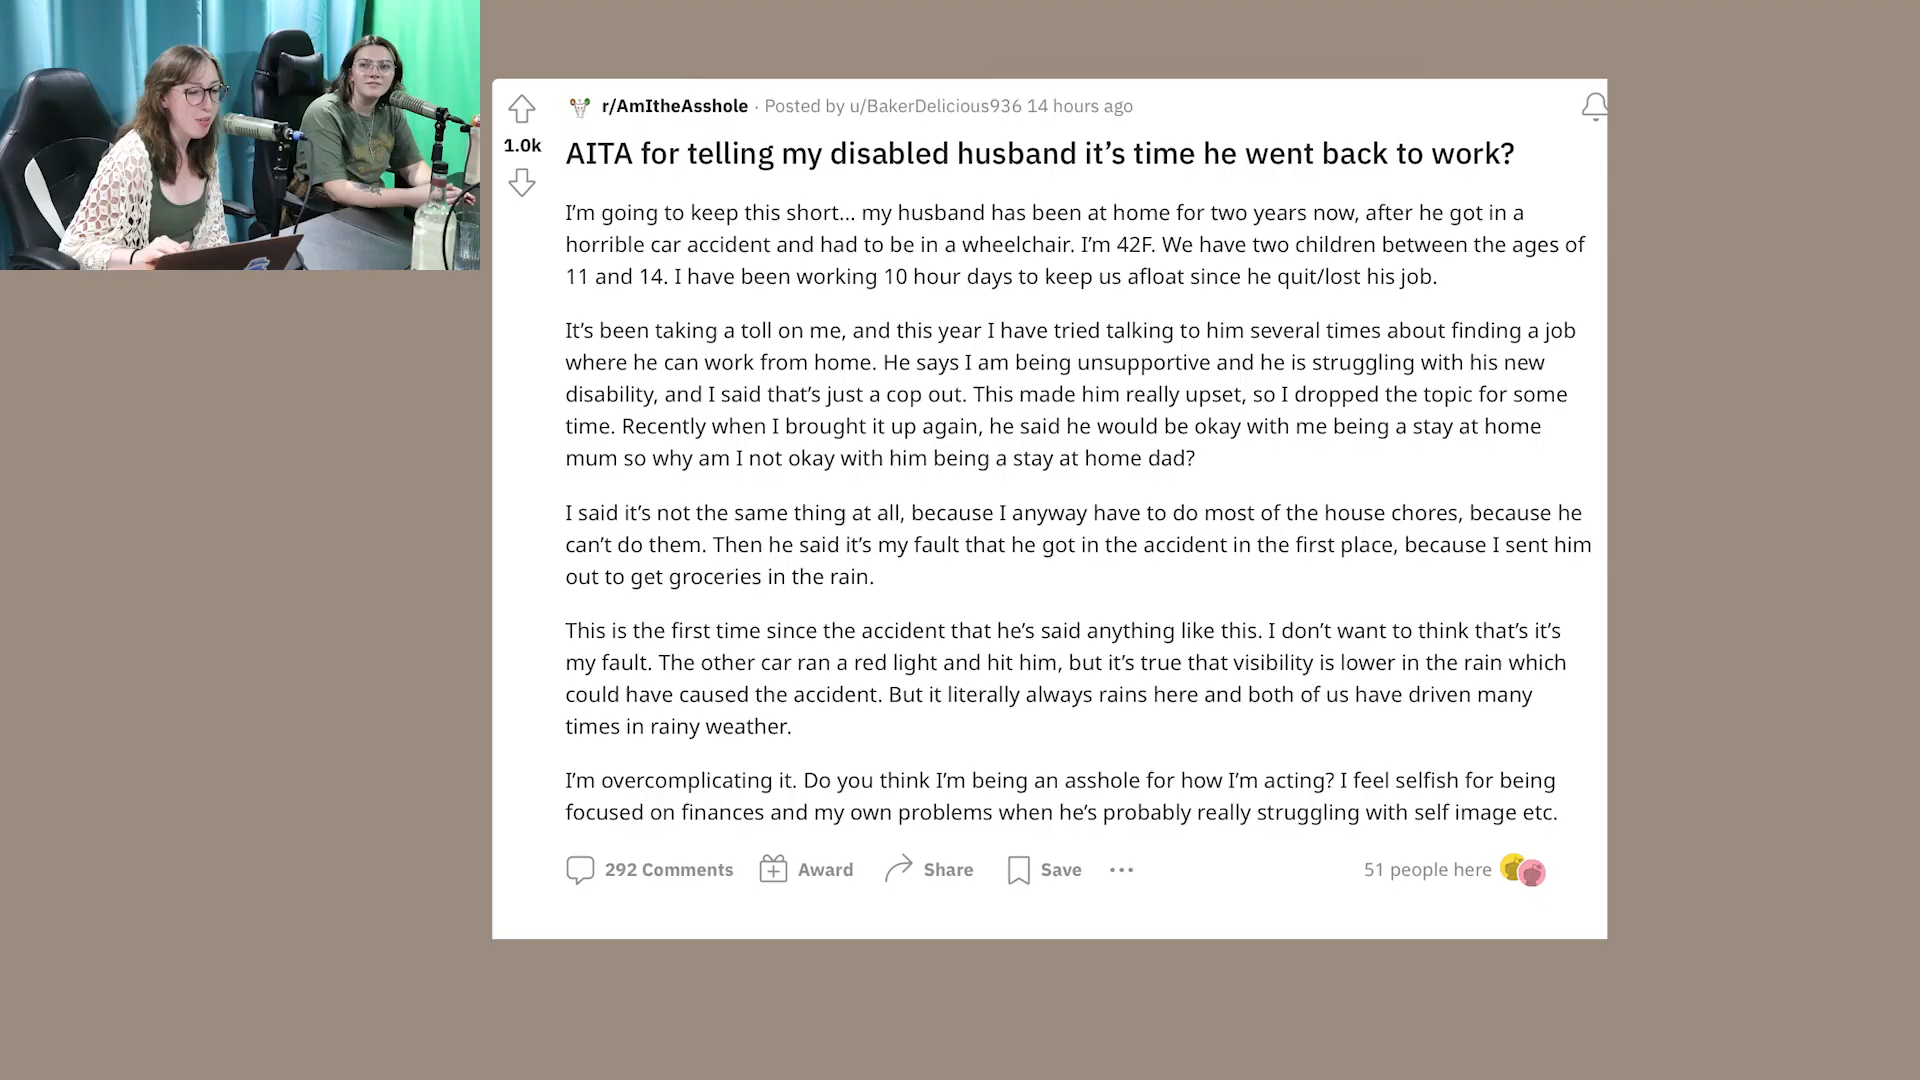 r/AmItheAsshole · Posted by u/BakerDelicious936 14 hours ago
1.0k
AITA for telling my disabled husband it's time he went back to work?
I'm going to keep this short... my husband has been at home for two years now, after he got in a
horrible car accident and had to be in a wheelchair. I'm 42F. We have two children between the ages of
11 and 14. I have been working 10 hour days to keep us afloat since he quit/lost his job.
It's been taking a toll on me, and this year I have tried talking to him several times about finding a job
where he can work from home. He says I am being unsupportive and he is struggling with his new
disability, and I said that's just a cop out. This made him really upset, so I dropped the topic for some
time. Recently when I brought it up again, he said he would be okay with me being a stay at home
mum so why am I not okay with him being a stay at home dad?
I said it's not the same thing at all, because I anyway have to do most of the house chores, because he
can't do them. Then he said it's my fault that he got in the accident in the first place, because I sent him
out to get groceries in the rain.
This is the first time since the accident that he's said anything like this. I don't want to think that's it's
my fault. The other car ran a red light and hit him, but it's true that visibility is lower in the rain which
could have caused the accident. But it literally always rains here and both of us have driven many
times in rainy weather.
I'm overcomplicating it. Do you think I'm being an asshole for how I'm acting? I feel selfish for being
focused on finances and my own problems when he's probably really struggling with self image etc.
292 Comments Award Share Save ••• 51 people here